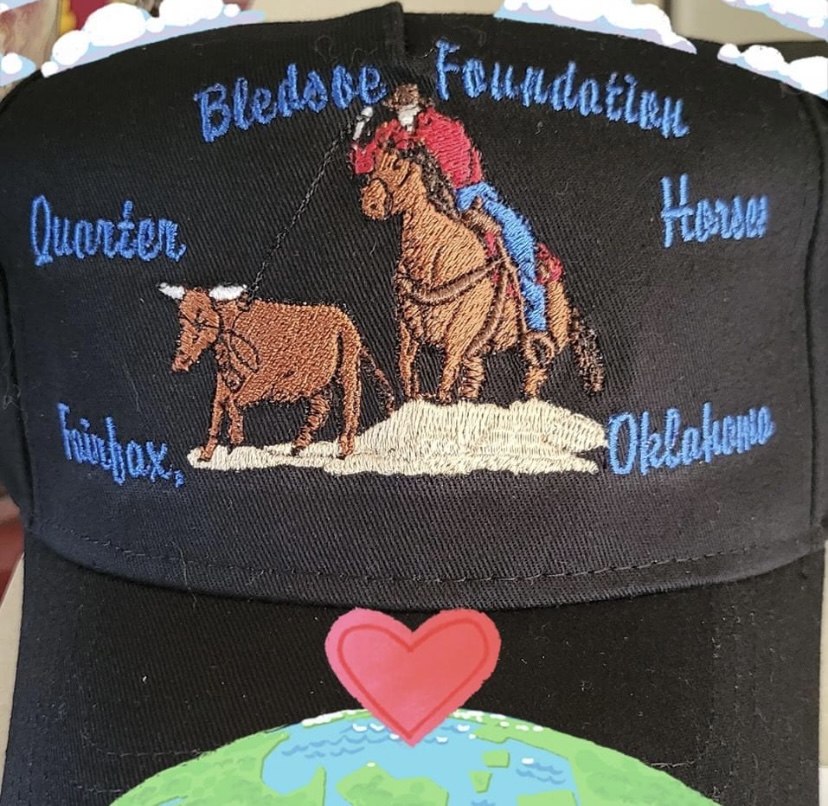 Bledsoe Foundation
Quarter Horses
Fairfax, Oklahoma